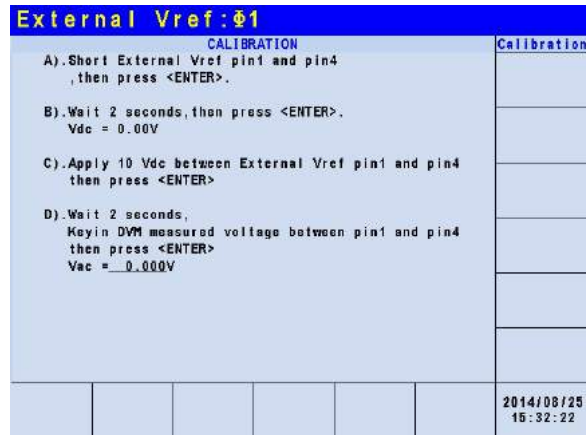 External Vref:Φ1
CALIBRATION
Calibration
A).Short External Vref pin1 and pin4
,then press <ENTER>.
B).Wait 2 seconds,then press <ENTER>.
Vdc = 0.00V
C).Apply 10 Vdc between External Vref pin1 and pin4
then press <ENTER>
D).Wait 2 seconds,
Keyin DVM measured voltage between pin1 and pin4
then press <ENTER>
Vac = 0.000V
2014/08/25
15:32:22